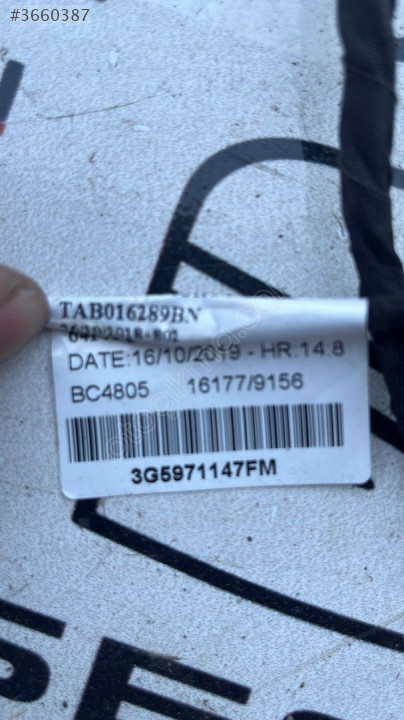 #3660387
TAB016289BN
DATE:16/10/2019 - HR:14:8
BC4805 16177/9156
3G5971147FM